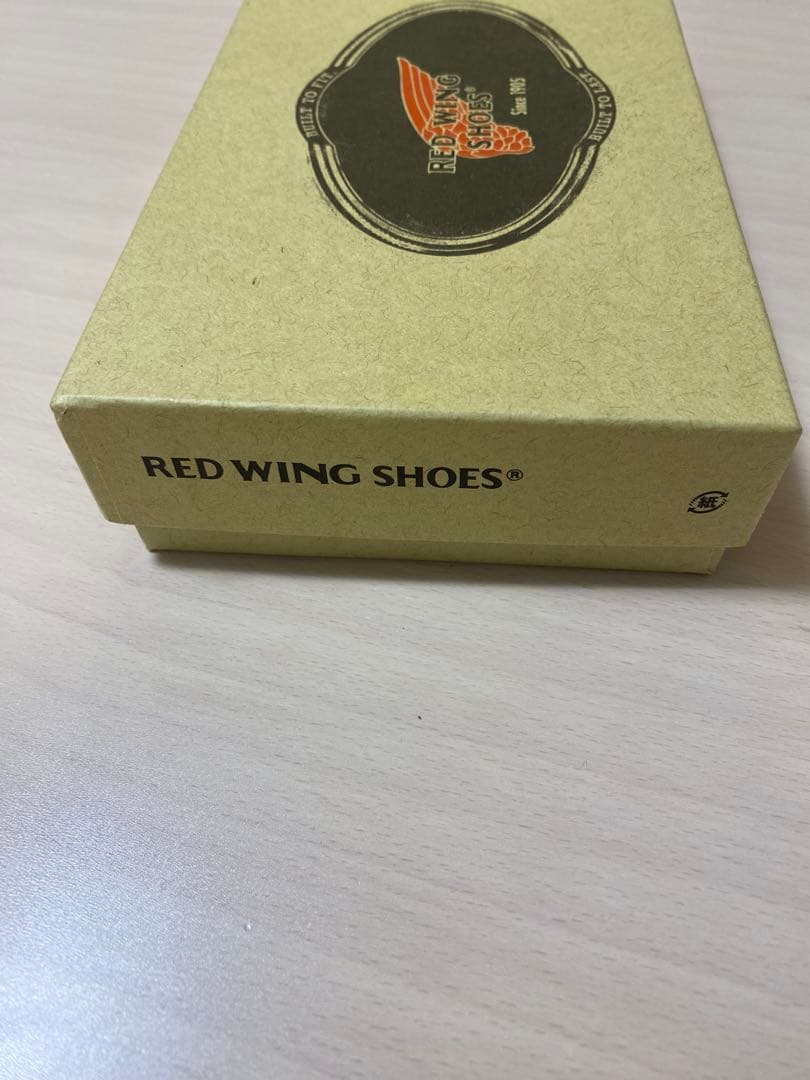 BUILT TO FIT
RED WING
SHOES®
Since 1905
BUILT TO LAST
RED WING SHOES®
紙